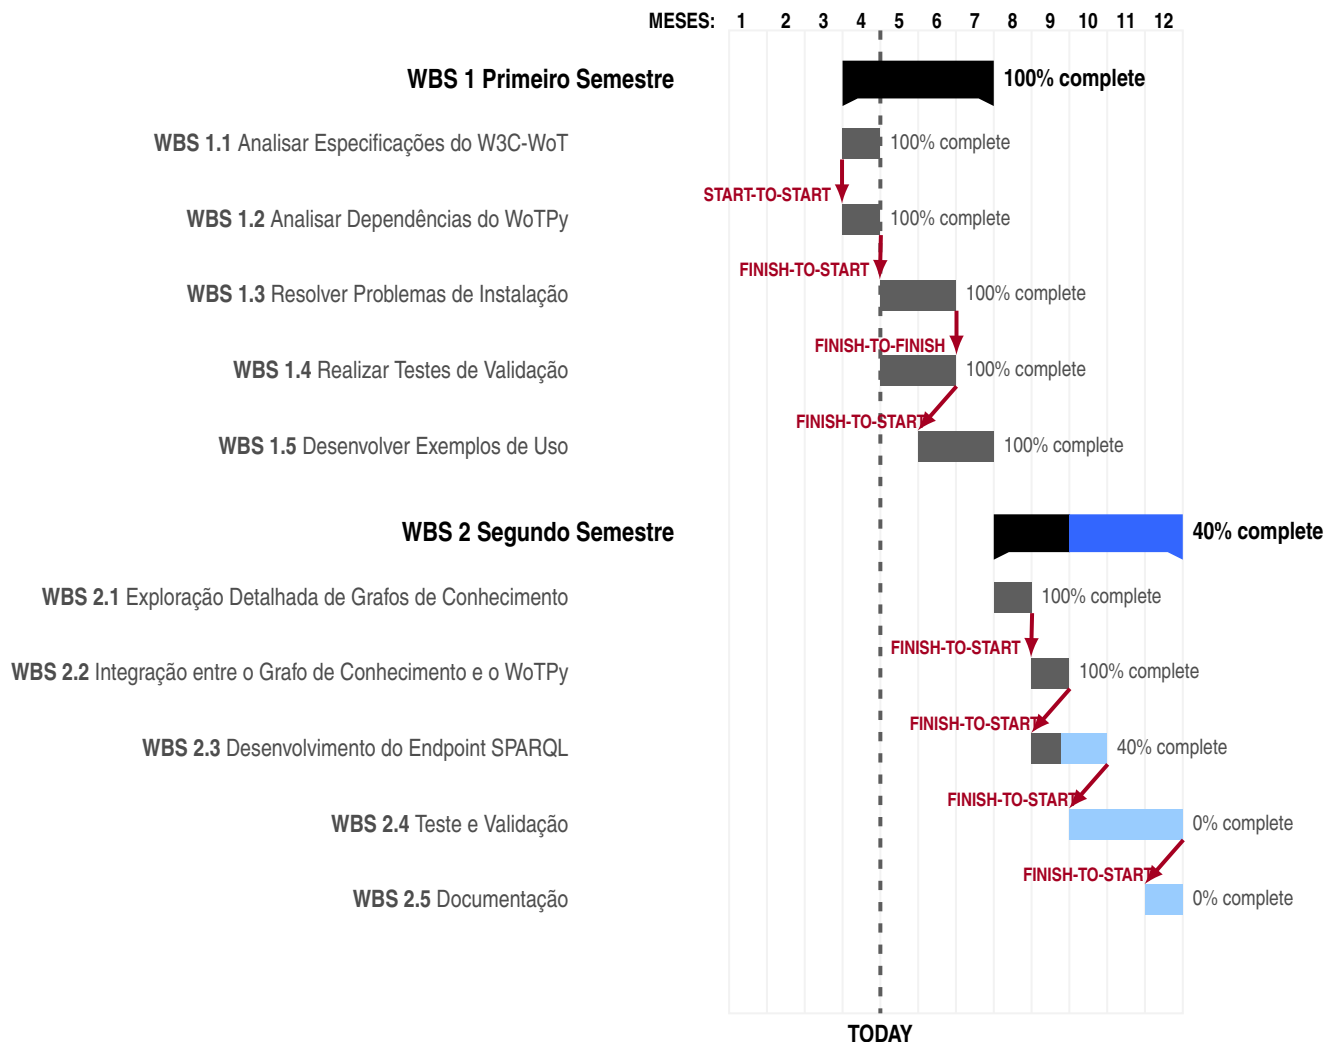 MESES: 1 2 3 4 5 6 7 8 9 10 11 12
WBS 1 Primeiro Semestre 100% complete
WBS 1.1 Analisar Especificações do W3C-WoT 100% complete
START-TO-START
WBS 1.2 Analisar Dependências do WoTPy 100% complete
FINISH-TO-START
WBS 1.3 Resolver Problemas de Instalação 100% complete
FINISH-TO-FINISH
WBS 1.4 Realizar Testes de Validação 100% complete
FINISH-TO-START
WBS 1.5 Desenvolver Exemplos de Uso 100% complete
WBS 2 Segundo Semestre 40% complete
WBS 2.1 Exploração Detalhada de Grafos de Conhecimento 100% complete
FINISH-TO-START
WBS 2.2 Integração entre o Grafo de Conhecimento e o WoTPy 100% complete
FINISH-TO-START
WBS 2.3 Desenvolvimento do Endpoint SPARQL 40% complete
FINISH-TO-START
WBS 2.4 Teste e Validação 0% complete
FINISH-TO-START
WBS 2.5 Documentação 0% complete
TODAY